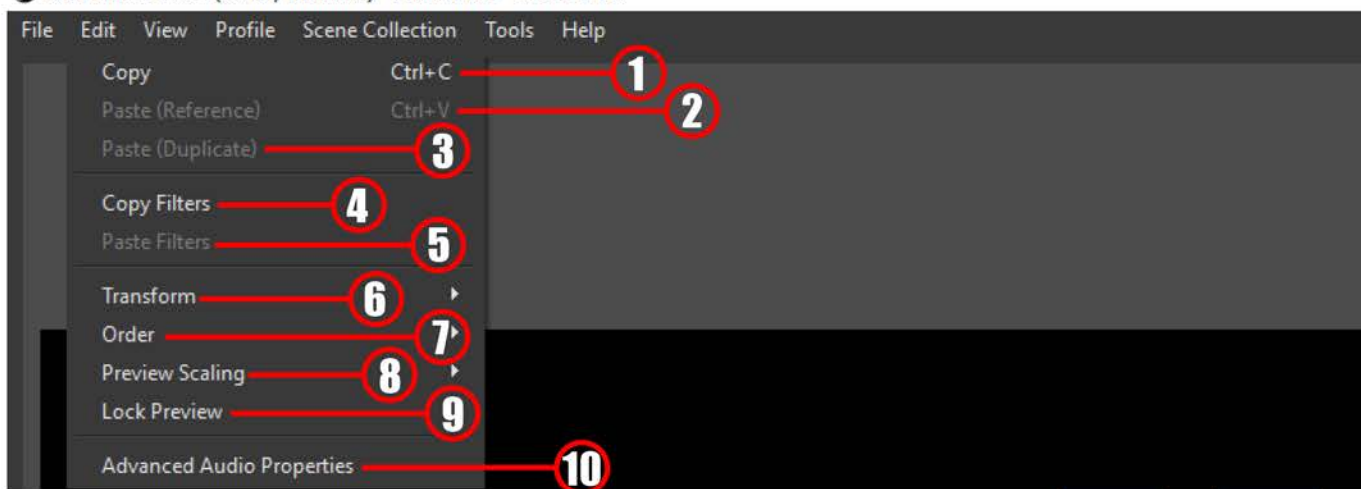 File Edit View Profile Scene Collection Tools Help
Copy Ctrl+C 1
Paste (Reference) Ctrl+V 2
Paste (Duplicate) 3
Copy Filters 4
Paste Filters 5
Transform 6
Order 7
Preview Scaling 8
Lock Preview 9
Advanced Audio Properties 10